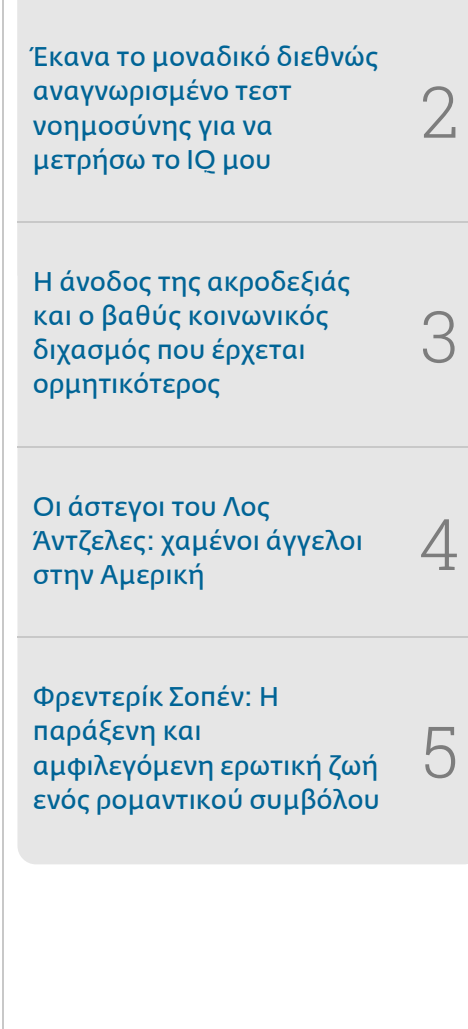 Έκανα το μοναδικό διεθνώς
αναγνωρισμένο τεστ
νοημοσύνης για να
μετρήσω το IQ μου
2
Η άνοδος της ακροδεξιάς
και ο βαθύς κοινωνικός
διχασμός που έρχεται
ορμητικότερος
3
Οι άστεγοι του Λος
Άντζελες: χαμένοι άγγελοι
στην Αμερική
4
Φρεντερίκ Σοπέν: Η
παράξενη και
αμφιλεγόμενη ερωτική ζωή
ενός ρομαντικού συμβόλου
5